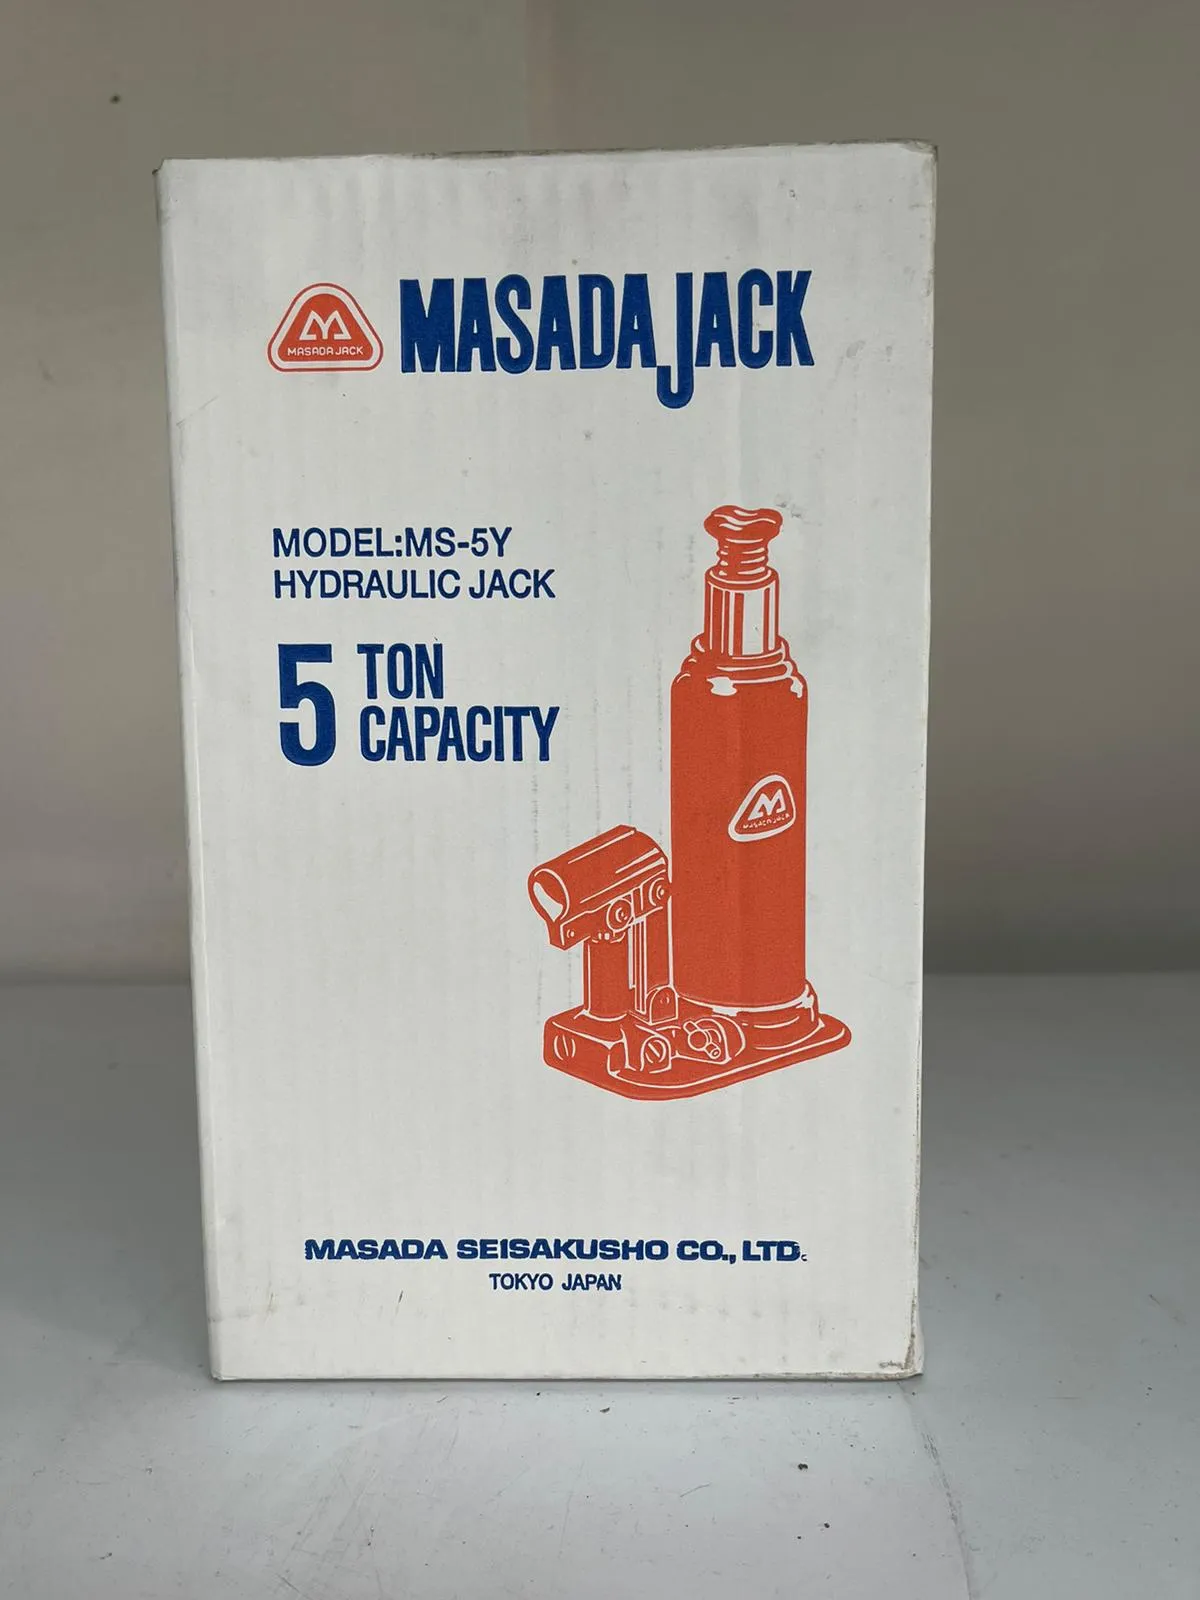 MASADA JACK
MASADA JACK
MODEL:MS-5Y
HYDRAULIC JACK
5 TON
CAPACITY
MASADA JACK
MASADA SEISAKUSHO CO., LTD.
TOKYO JAPAN